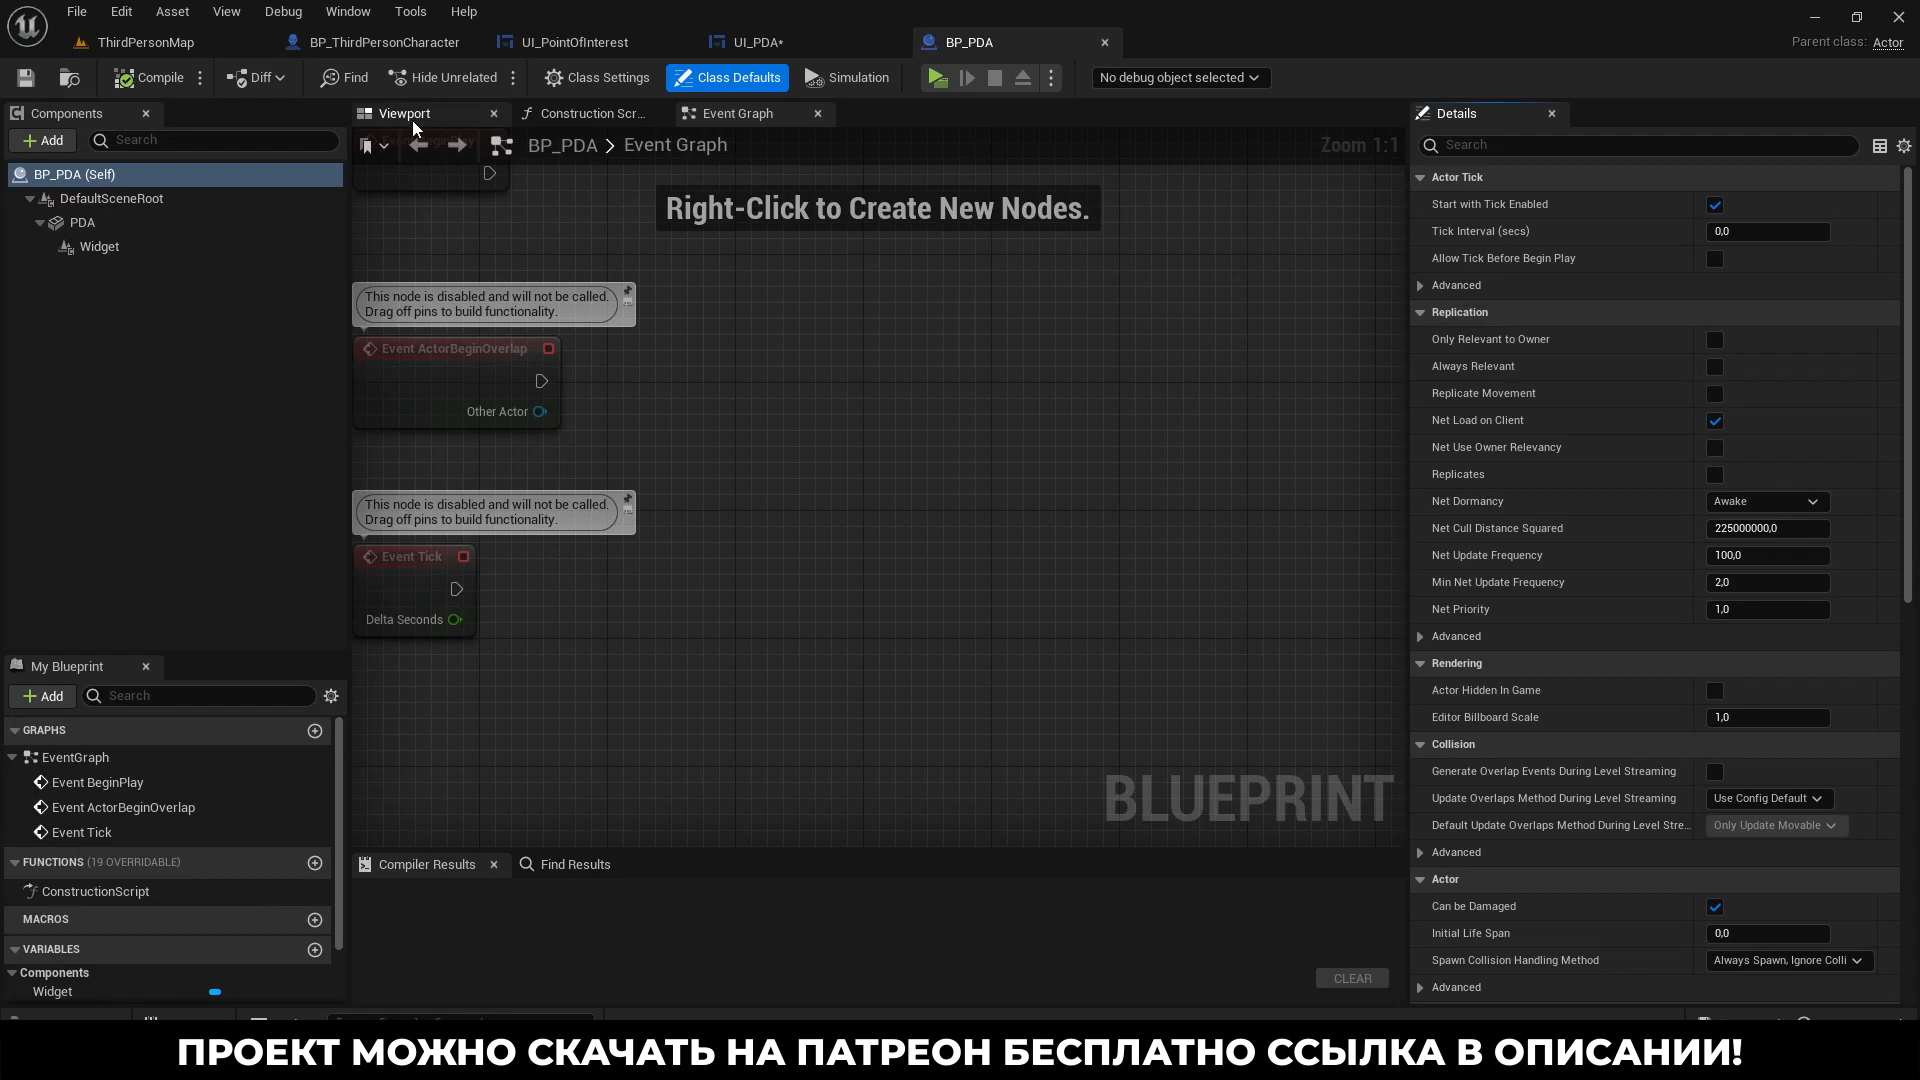 File Edit Asset View Debug Window Tools Help
ThirdPersonMap BP_ThirdPersonCharacter UI_PointOfInterest UI_PDA* BP_PDA
Parent class: Actor
Compile Diff Find Hide Unrelated Class Settings Class Defaults Simulation No debug object selected
Components
Add Search
BP_PDA (Self)
DefaultSceneRoot
PDA
Widget
My Blueprint
Add Search
GRAPHS
EventGraph
Event BeginPlay
Event ActorBeginOverlap
Event Tick
FUNCTIONS (19 OVERRIDABLE)
ConstructionScript
MACROS
VARIABLES
Components
Widget
Viewport Construction Scr... Event Graph
BP_PDA > Event Graph
Zoom 1:1
Right-Click to Create New Nodes.
This node is disabled and will not be called.
Drag off pins to build functionality.
Event ActorBeginOverlap
Other Actor
This node is disabled and will not be called.
Drag off pins to build functionality.
Event Tick
Delta Seconds
BLUEPRINT
Compiler Results Find Results
CLEAR
Details
Search
Actor Tick
Start with Tick Enabled
Tick Interval (secs) 0,0
Allow Tick Before Begin Play
Advanced
Replication
Only Relevant to Owner
Always Relevant
Replicate Movement
Net Load on Client
Net Use Owner Relevancy
Replicates
Net Dormancy Awake
Net Cull Distance Squared 225000000,0
Net Update Frequency 100,0
Min Net Update Frequency 2,0
Net Priority 1,0
Advanced
Rendering
Actor Hidden In Game
Editor Billboard Scale 1,0
Collision
Generate Overlap Events During Level Streaming
Update Overlaps Method During Level Streaming Use Config Default
Default Update Overlaps Method During Level Stre... Only Update Movable
Advanced
Actor
Can be Damaged
Initial Life Span 0,0
Spawn Collision Handling Method Always Spawn, Ignore Colli
Advanced
ПРОЕКТ МОЖНО СКАЧАТЬ НА ПАТРЕОН БЕСПЛАТНО ССЫЛКА В ОПИСАНИИ!